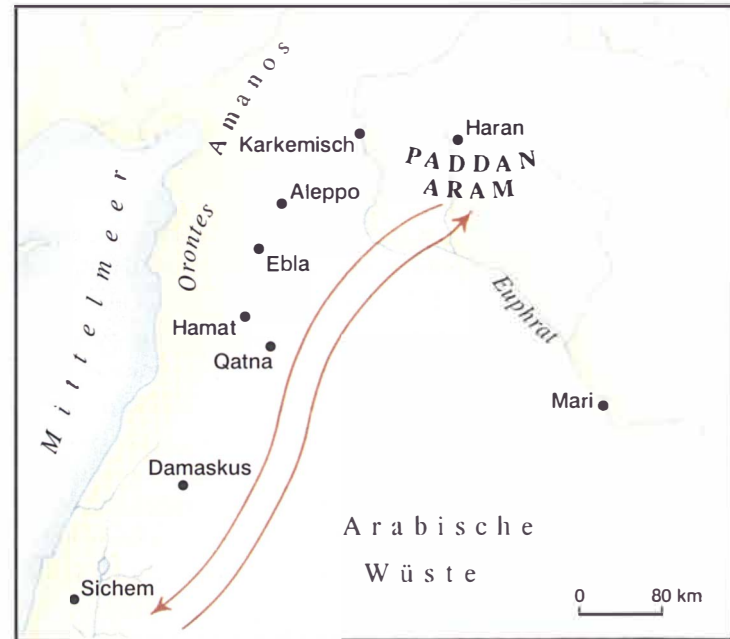 Amanos
Karkemisch
Haran
PADDAN
ARAM
Aleppo
Mittelmeer
Orontes
Ebla
Euphrat
Hamat
Qatna
Mari
Damaskus
Arabische
Wüste
Sichem
0 80 km